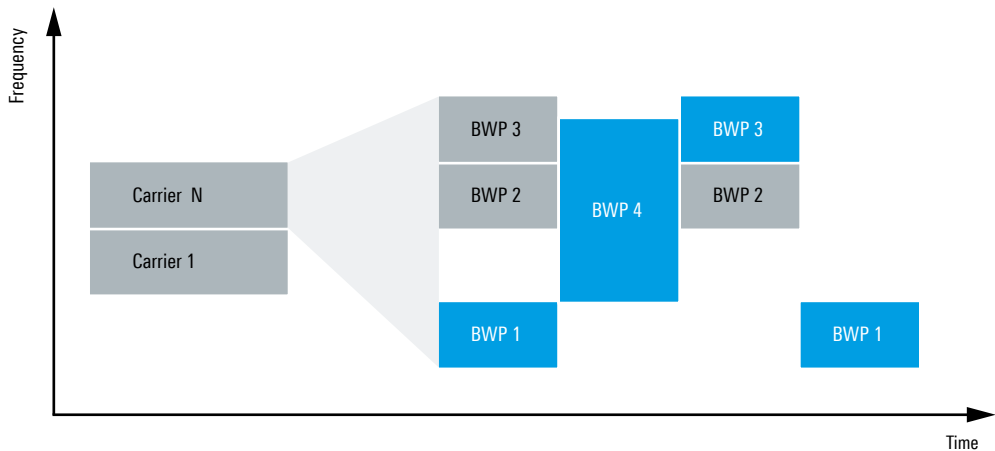 Frequency
BWP 3
BWP 3
Carrier N
BWP 2
BWP 4
BWP 2
Carrier 1
BWP 1
BWP 1
Time